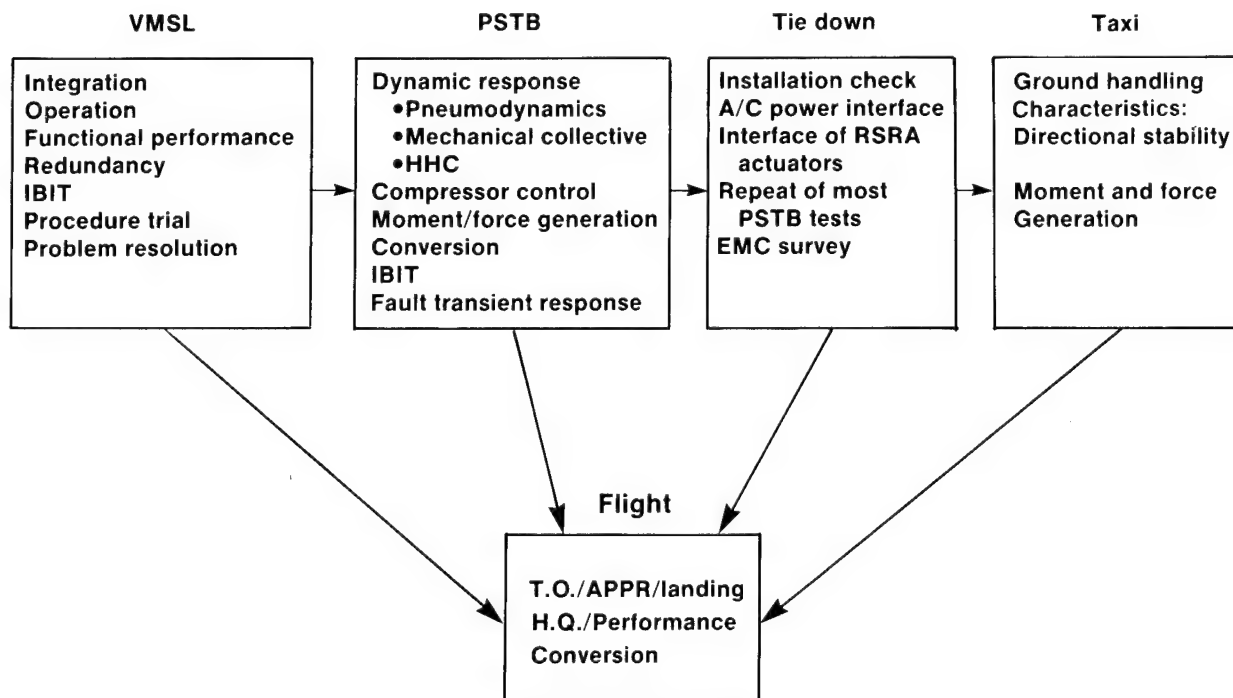 VMSL
Integration
Operation
Functional performance
Redundancy
IBIT
Procedure trial
Problem resolution
PSTB
Dynamic response
•Pneumodynamics
•Mechanical collective
•HHC
Compressor control
Moment/force generation
Conversion
IBIT
Fault transient response
Tie down
Installation check
A/C power interface
Interface of RSRA
actuators
Repeat of most
PSTB tests
EMC survey
Taxi
Ground handling
Characteristics:
Directional stability
Moment and force
Generation
Flight
T.O./APPR/landing
H.Q./Performance
Conversion